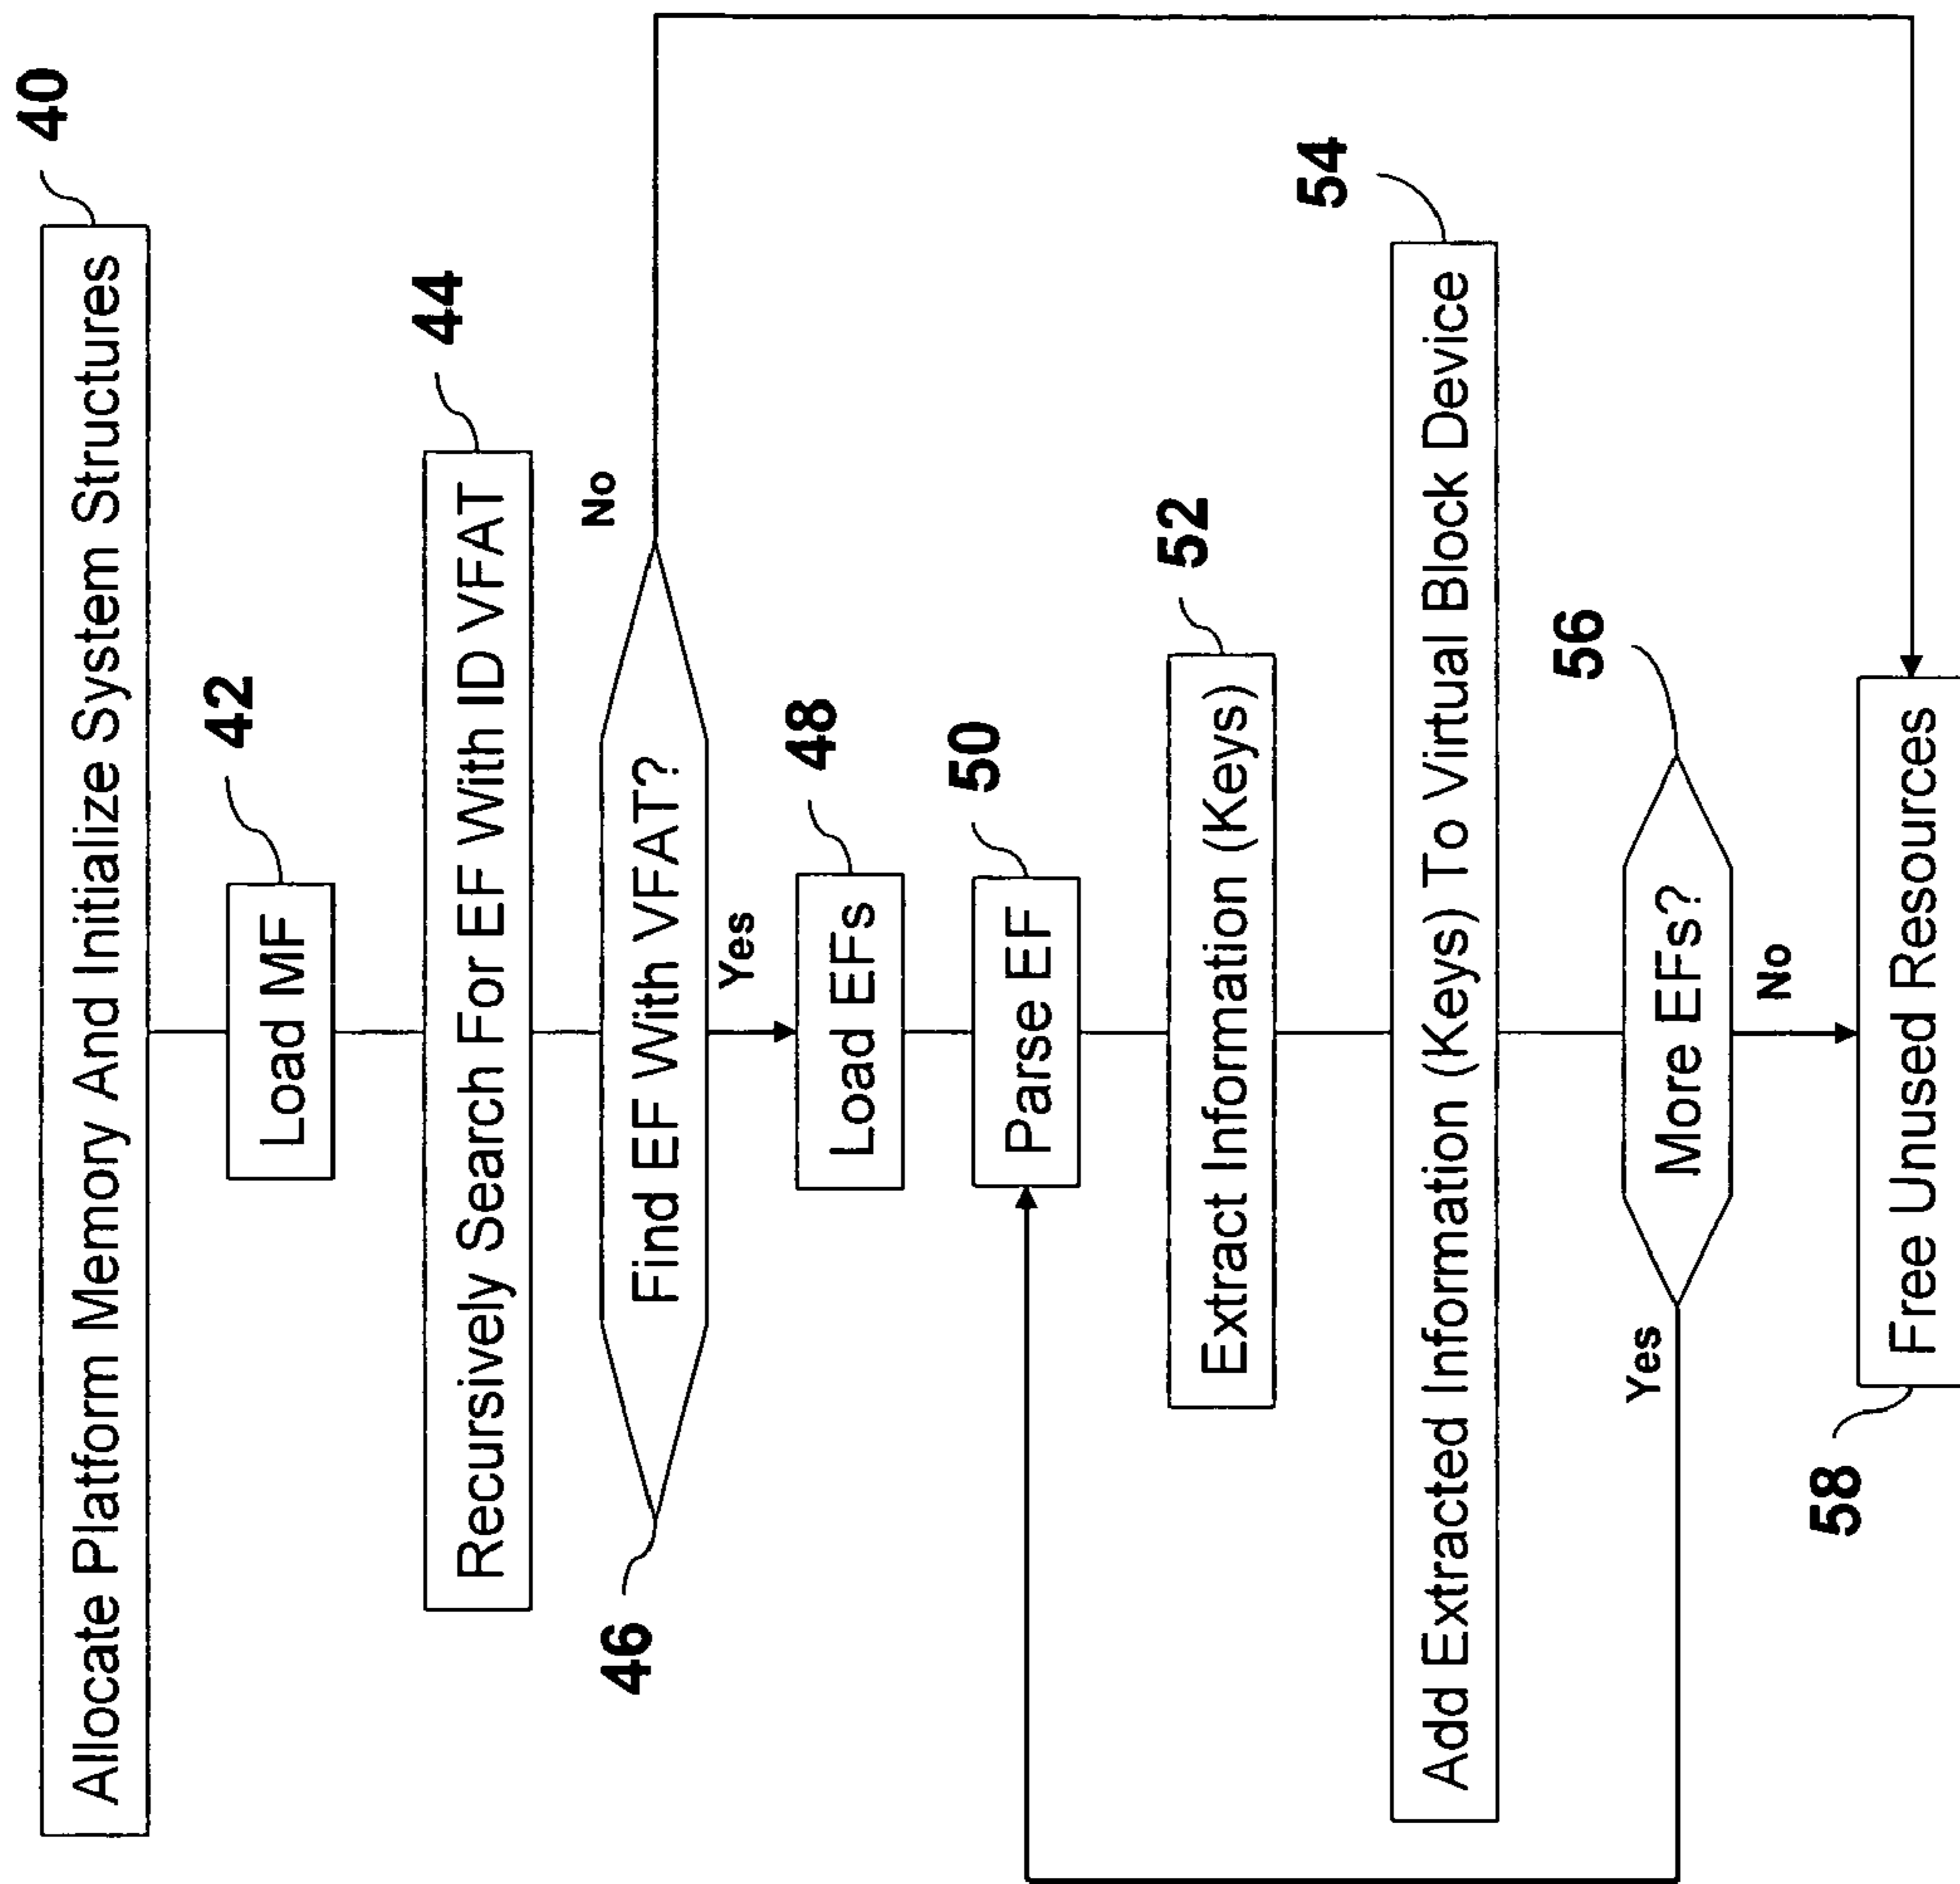 40
Allocate Platform Memory And Initialize System Structures
42
Load MF
44
Recursively Search For EF With ID VFAT
46
Find EF With VFAT?
No
Yes
48
Load EFs
50
Parse EF
52
Extract Information (Keys)
54
Add Extracted Information (Keys) To Virtual Block Device
56
More EFs?
Yes
No
58
Free Unused Resources